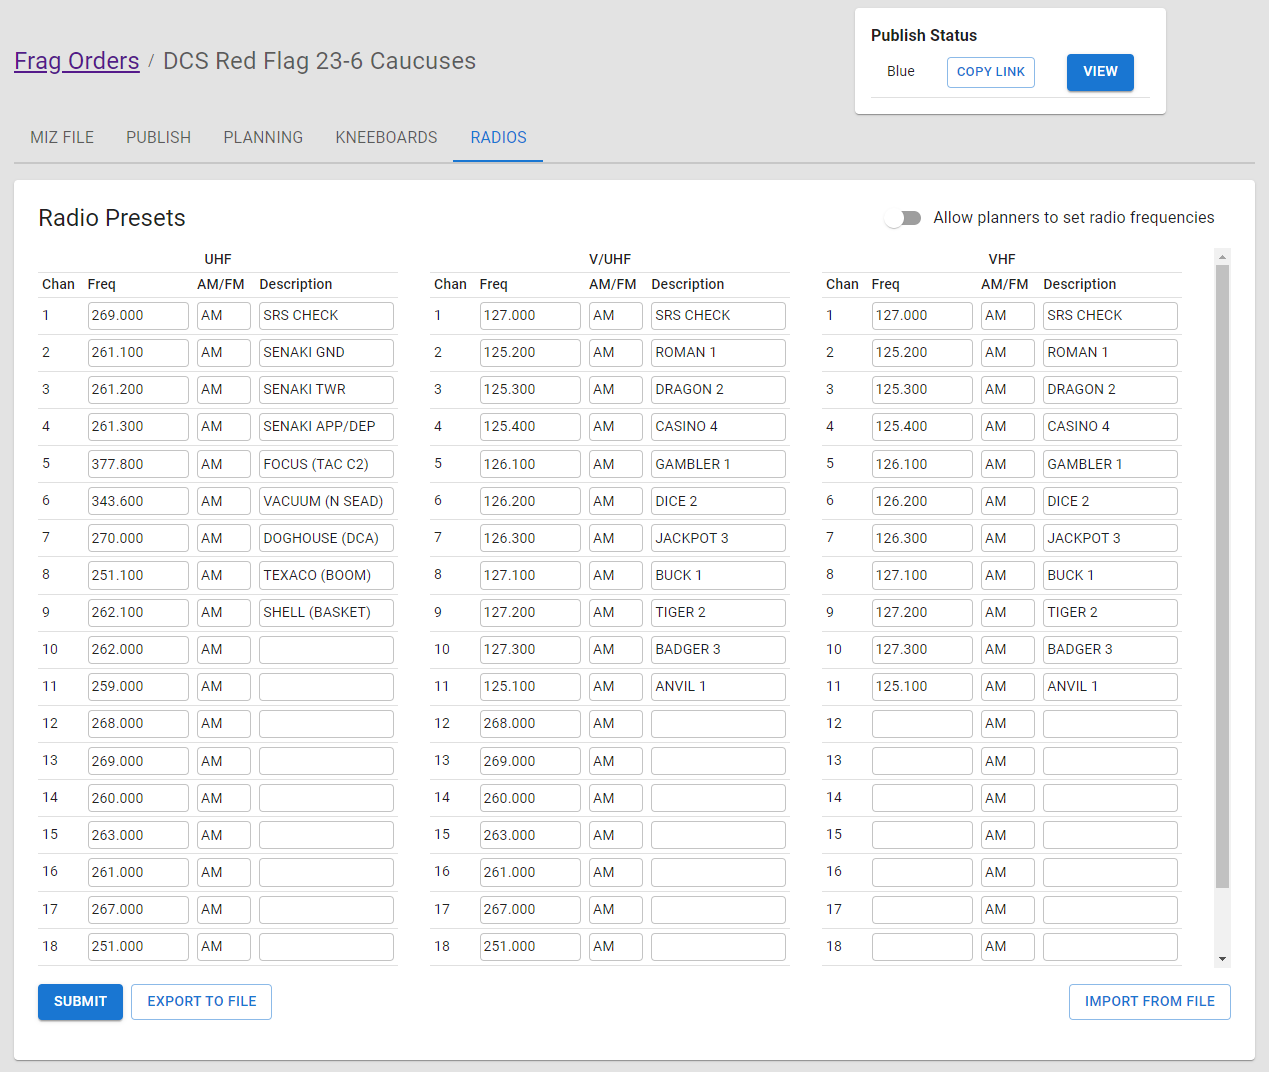 Frag Orders / DCS Red Flag 23-6 Caucuses
Publish Status
Blue COPY LINK VIEW
MIZ FILE PUBLISH PLANNING KNEEBOARDS RADIOS
Radio Presets
Allow planners to set radio frequencies
UHF V/UHF VHF
Chan Freq AM/FM Description Chan Freq AM/FM Description Chan Freq AM/FM Description
1 269.000 AM SRS CHECK 1 127.000 AM SRS CHECK 1 127.000 AM SRS CHECK
2 261.100 AM SENAKI GND 2 125.200 AM ROMAN 1 2 125.200 AM ROMAN 1
3 261.200 AM SENAKI TWR 3 125.300 AM DRAGON 2 3 125.300 AM DRAGON 2
4 261.300 AM SENAKI APP/DEP 4 125.400 AM CASINO 4 4 125.400 AM CASINO 4
5 377.800 AM FOCUS (TAC C2) 5 126.100 AM GAMBLER 1 5 126.100 AM GAMBLER 1
6 343.600 AM VACUUM (N SEAD) 6 126.200 AM DICE 2 6 126.200 AM DICE 2
7 270.000 AM DOGHOUSE (DCA) 7 126.300 AM JACKPOT 3 7 126.300 AM JACKPOT 3
8 251.100 AM TEXACO (BOOM) 8 127.100 AM BUCK 1 8 127.100 AM BUCK 1
9 262.100 AM SHELL (BASKET) 9 127.200 AM TIGER 2 9 127.200 AM TIGER 2
10 262.000 AM 10 127.300 AM BADGER 3 10 127.300 AM BADGER 3
11 259.000 AM 11 125.100 AM ANVIL 1 11 125.100 AM ANVIL 1
12 268.000 AM 12 268.000 AM 12 AM
13 269.000 AM 13 269.000 AM 13 AM
14 260.000 AM 14 260.000 AM 14 AM
15 263.000 AM 15 263.000 AM 15 AM
16 261.000 AM 16 261.000 AM 16 AM
17 267.000 AM 17 267.000 AM 17 AM
18 251.000 AM 18 251.000 AM 18 AM
SUBMIT EXPORT TO FILE IMPORT FROM FILE